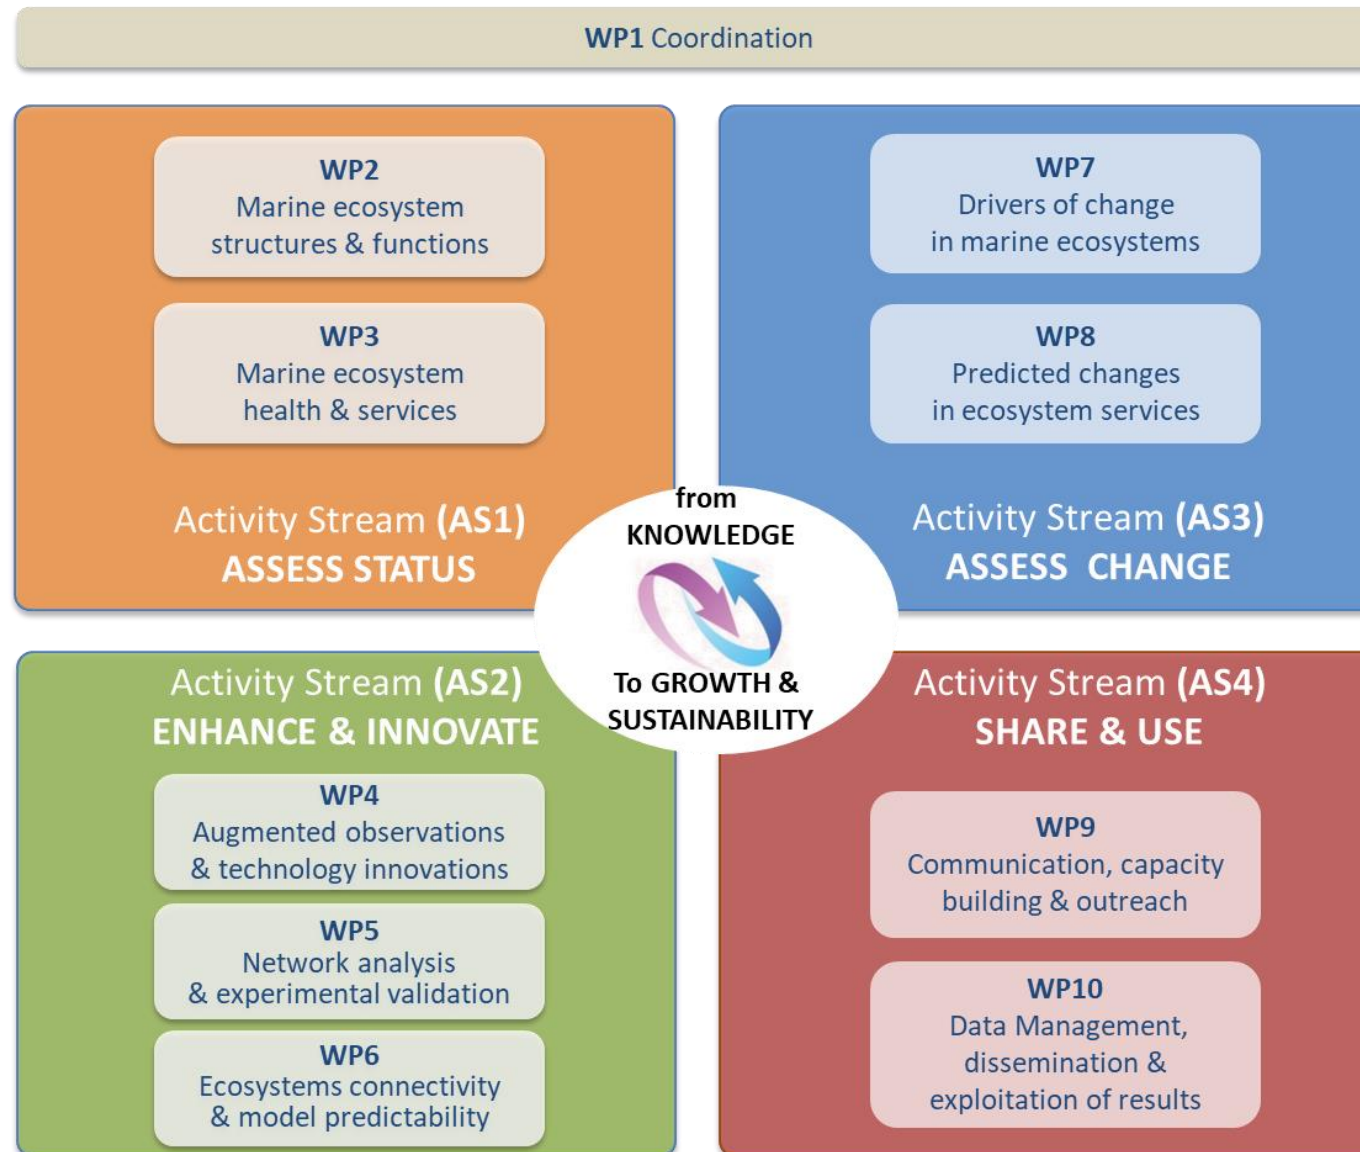 WP1 Coordination
WP2
Marine ecosystem
structures & functions
WP3
Marine ecosystem
health & services
Activity Stream (AS1)
ASSESS STATUS
WP7
Drivers of change
in marine ecosystems
WP8
Predicted changes
in ecosystem services
Activity Stream (AS3)
ASSESS CHANGE
from
KNOWLEDGE
To GROWTH &
SUSTAINABILITY
Activity Stream (AS2)
ENHANCE & INNOVATE
WP4
Augmented observations
& technology innovations
WP5
Network analysis
& experimental validation
WP6
Ecosystems connectivity
& model predictability
Activity Stream (AS4)
SHARE & USE
WP9
Communication, capacity
building & outreach
WP10
Data Management,
dissemination &
exploitation of results